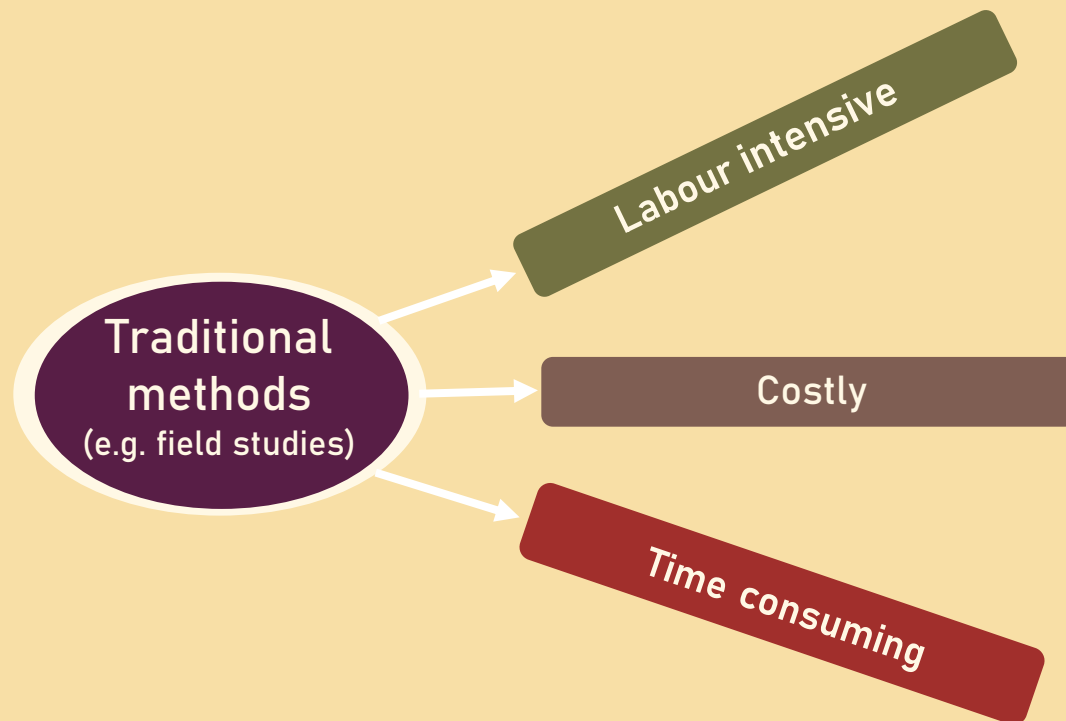 Traditional
methods
(e.g. field studies)
Labour intensive
Costly
Time consuming